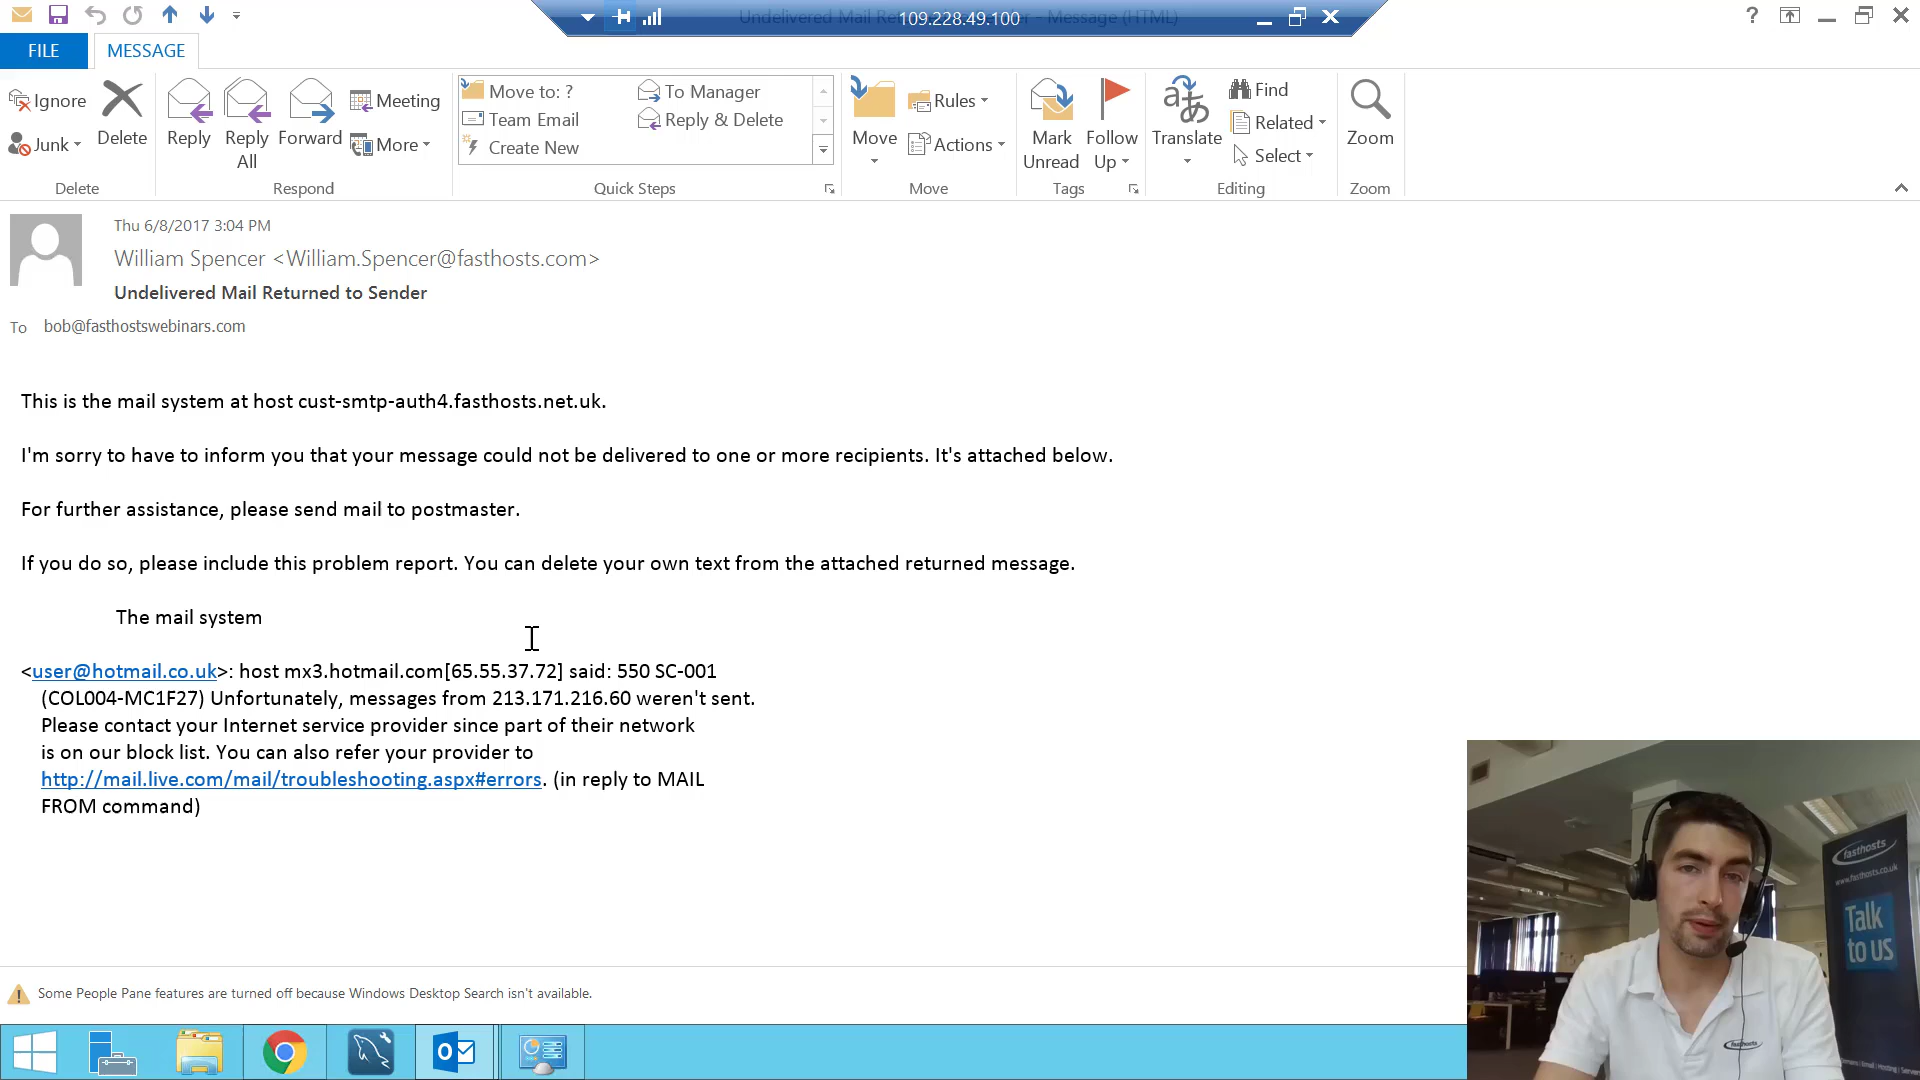 Undelivered Mail Re
109.228.49.100
- Message (HTML)
?
FILE
MESSAGE
Ignore
Junk
Delete
Reply
Reply All
Forward
Meeting
More
Move to: ?
Team Email
Create New
To Manager
Reply & Delete
Move
Rules
Actions
Mark Unread
Follow Up
Translate
Find
Related
Select
Zoom
Delete
Respond
Quick Steps
Move
Tags
Editing
Zoom
Thu 6/8/2017 3:04 PM
William Spencer <William.Spencer@fasthosts.com>
Undelivered Mail Returned to Sender
To bob@fasthostswebinars.com
This is the mail system at host cust-smtp-auth4.fasthosts.net.uk.
I'm sorry to have to inform you that your message could not be delivered to one or more recipients. It's attached below.
For further assistance, please send mail to postmaster.
If you do so, please include this problem report. You can delete your own text from the attached returned message.
The mail system
<user@hotmail.co.uk>: host mx3.hotmail.com[65.55.37.72] said: 550 SC-001
(COL004-MC1F27) Unfortunately, messages from 213.171.216.60 weren't sent.
Please contact your Internet service provider since part of their network
is on our block list. You can also refer your provider to
http://mail.live.com/mail/troubleshooting.aspx#errors. (in reply to MAIL
FROM command)
Some People Pane features are turned off because Windows Desktop Search isn't available.
fasthosts
www.fasthosts.co.uk
Talk
to us
fasthosts